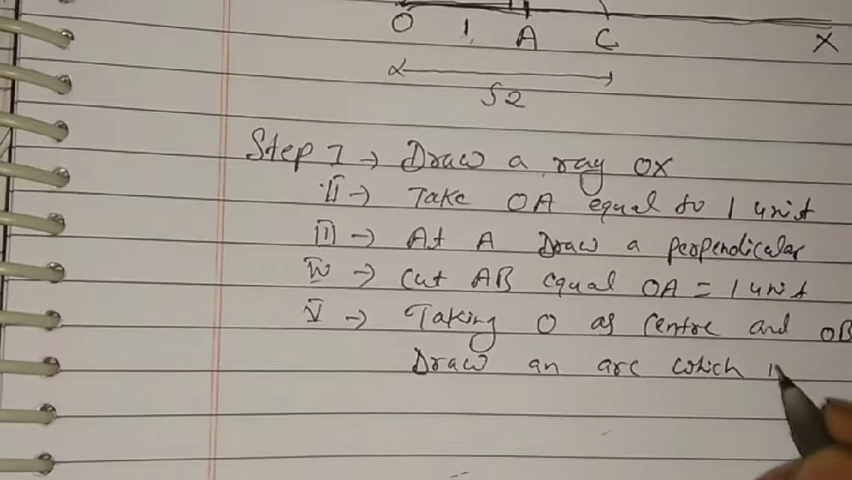 O 1 A C X
√2
Step I → Draw a ray OX
II → Take OA equal to 1 unit
III → At A Draw a perpendicular
IV → Cut AB equal OA = 1 unit
V → Taking O as Centre and OB
Draw an arc which